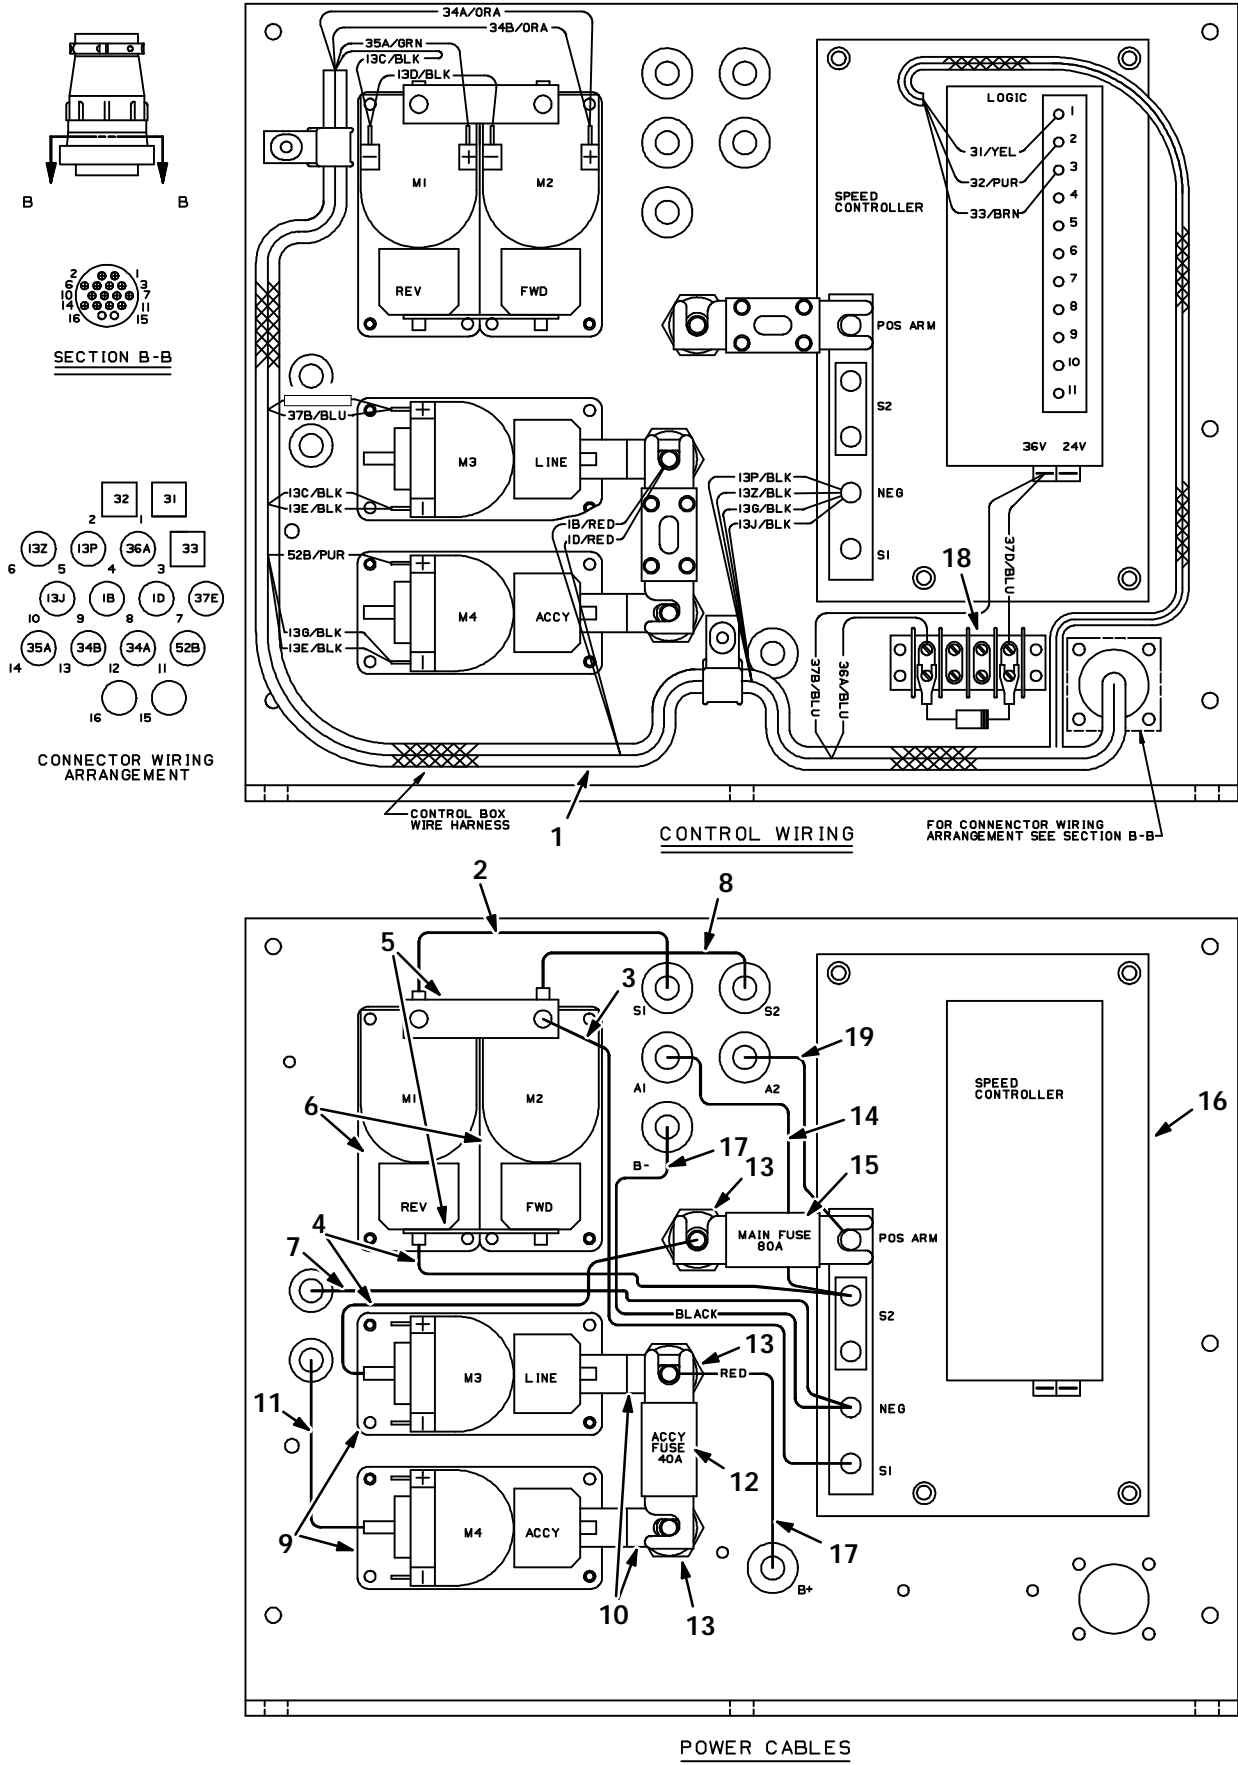 34A/ORA
34B/ORA
35A/GRN
13C/BLK
13D/BLK
M1
M2
REV
FWD
B
B
2
1
6
3
10
7
14
11
16
15
SECTION B-B
LOGIC
1
2
3
4
5
6
7
8
9
10
11
31/YEL
32/PUR
33/BRN
SPEED
CONTROLLER
POS ARM
S2
NEG
S1
36V 24V
37B/BLU
M3
LINE
13C/BLK
13E/BLK
1B/RED
1D/RED
13P/BLK
13Z/BLK
13G/BLK
13J/BLK
52B/PUR
M4
ACCY
13G/BLK
13E/BLK
37D/BLU
18
37B/BLU
36A/BLU
32
31
2
1
13Z
13P
36A
33
6
5
4
3
13J
1B
1D
37E
10
9
8
7
35A
34B
34A
52B
14
13
12
11
16
15
CONNECTOR WIRING
ARRANGEMENT
CONTROL BOX
WIRE HARNESS
1
CONTROL WIRING
FOR CONNENCTOR WIRING
ARRANGEMENT SEE SECTION B-B
2
8
5
3
S1
S2
19
A1
A2
M1
M2
6
SPEED
CONTROLLER
16
14
B-
17
13
15
REV
FWD
4
7
MAIN FUSE
80A
POS ARM
BLACK
S2
13
RED
M3
LINE
11
NEG
ACCY
FUSE
40A
12
S1
M4
ACCY
9
10
13
17
B+
POWER CABLES